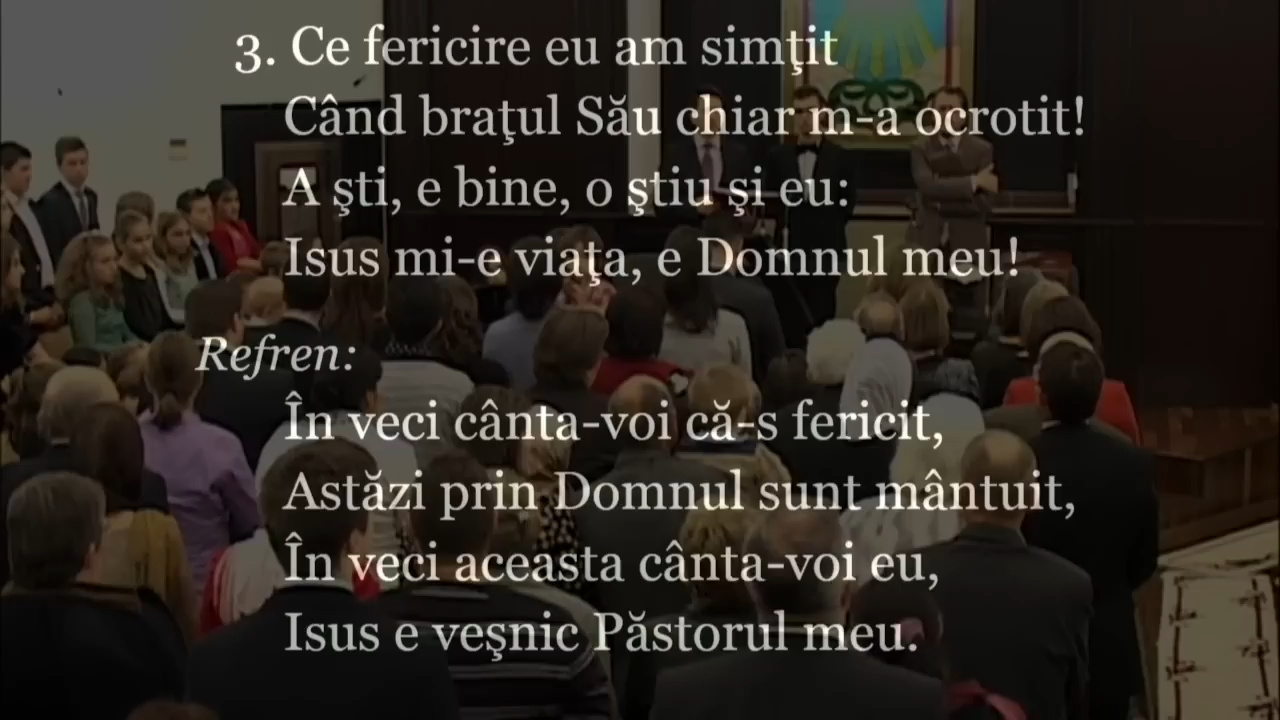 3. Ce fericire eu am simţit
Când braţul Său chiar m-a ocrotit!
A şti, e bine, o ştiu şi eu:
Isus mi-e viaţa, e Domnul meu!
Refren:
În veci cânta-voi că-s fericit,
Astăzi prin Domnul sunt mântuit,
În veci aceasta cânta-voi eu,
Isus e veşnic Păstorul meu.